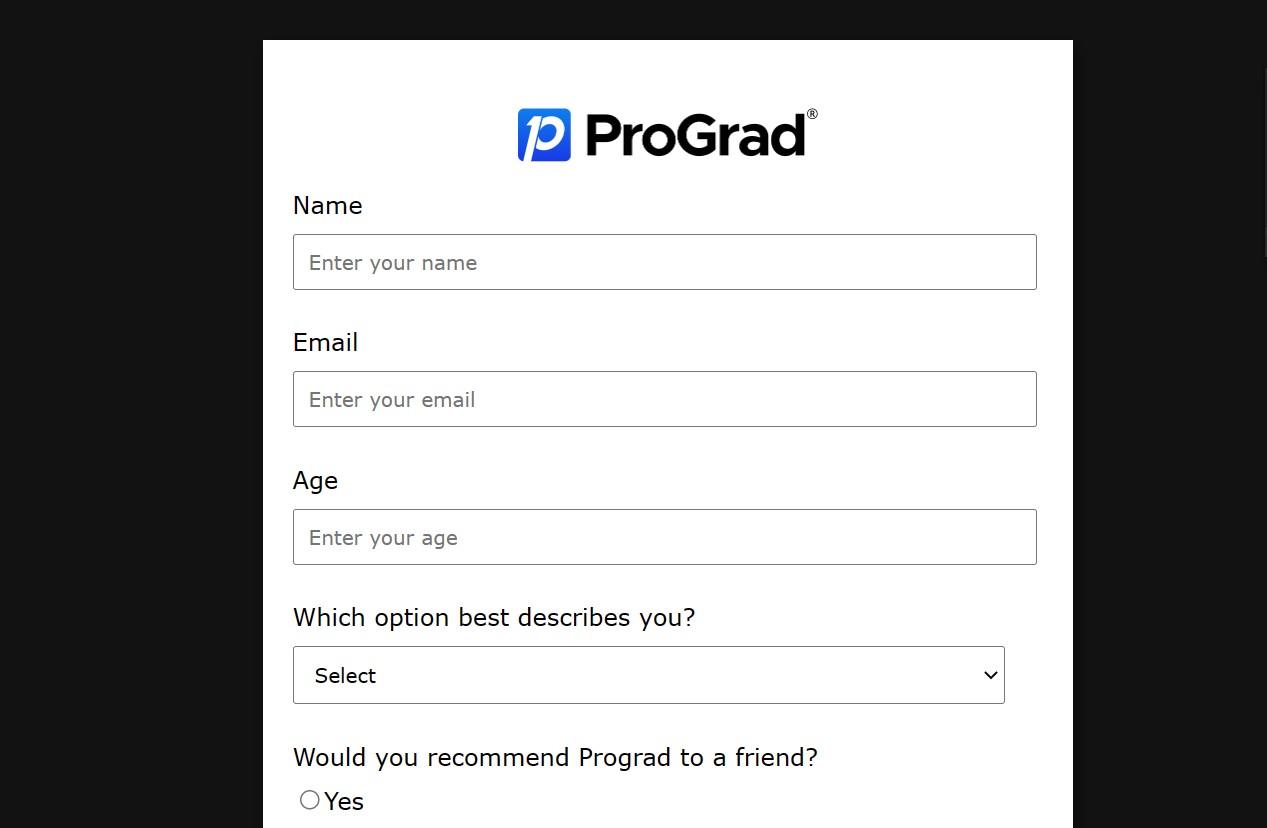 ProGrad®
Name
Enter your name
Email
Enter your email
Age
Enter your age
Which option best describes you?
Select
Would you recommend Prograd to a friend?
Yes